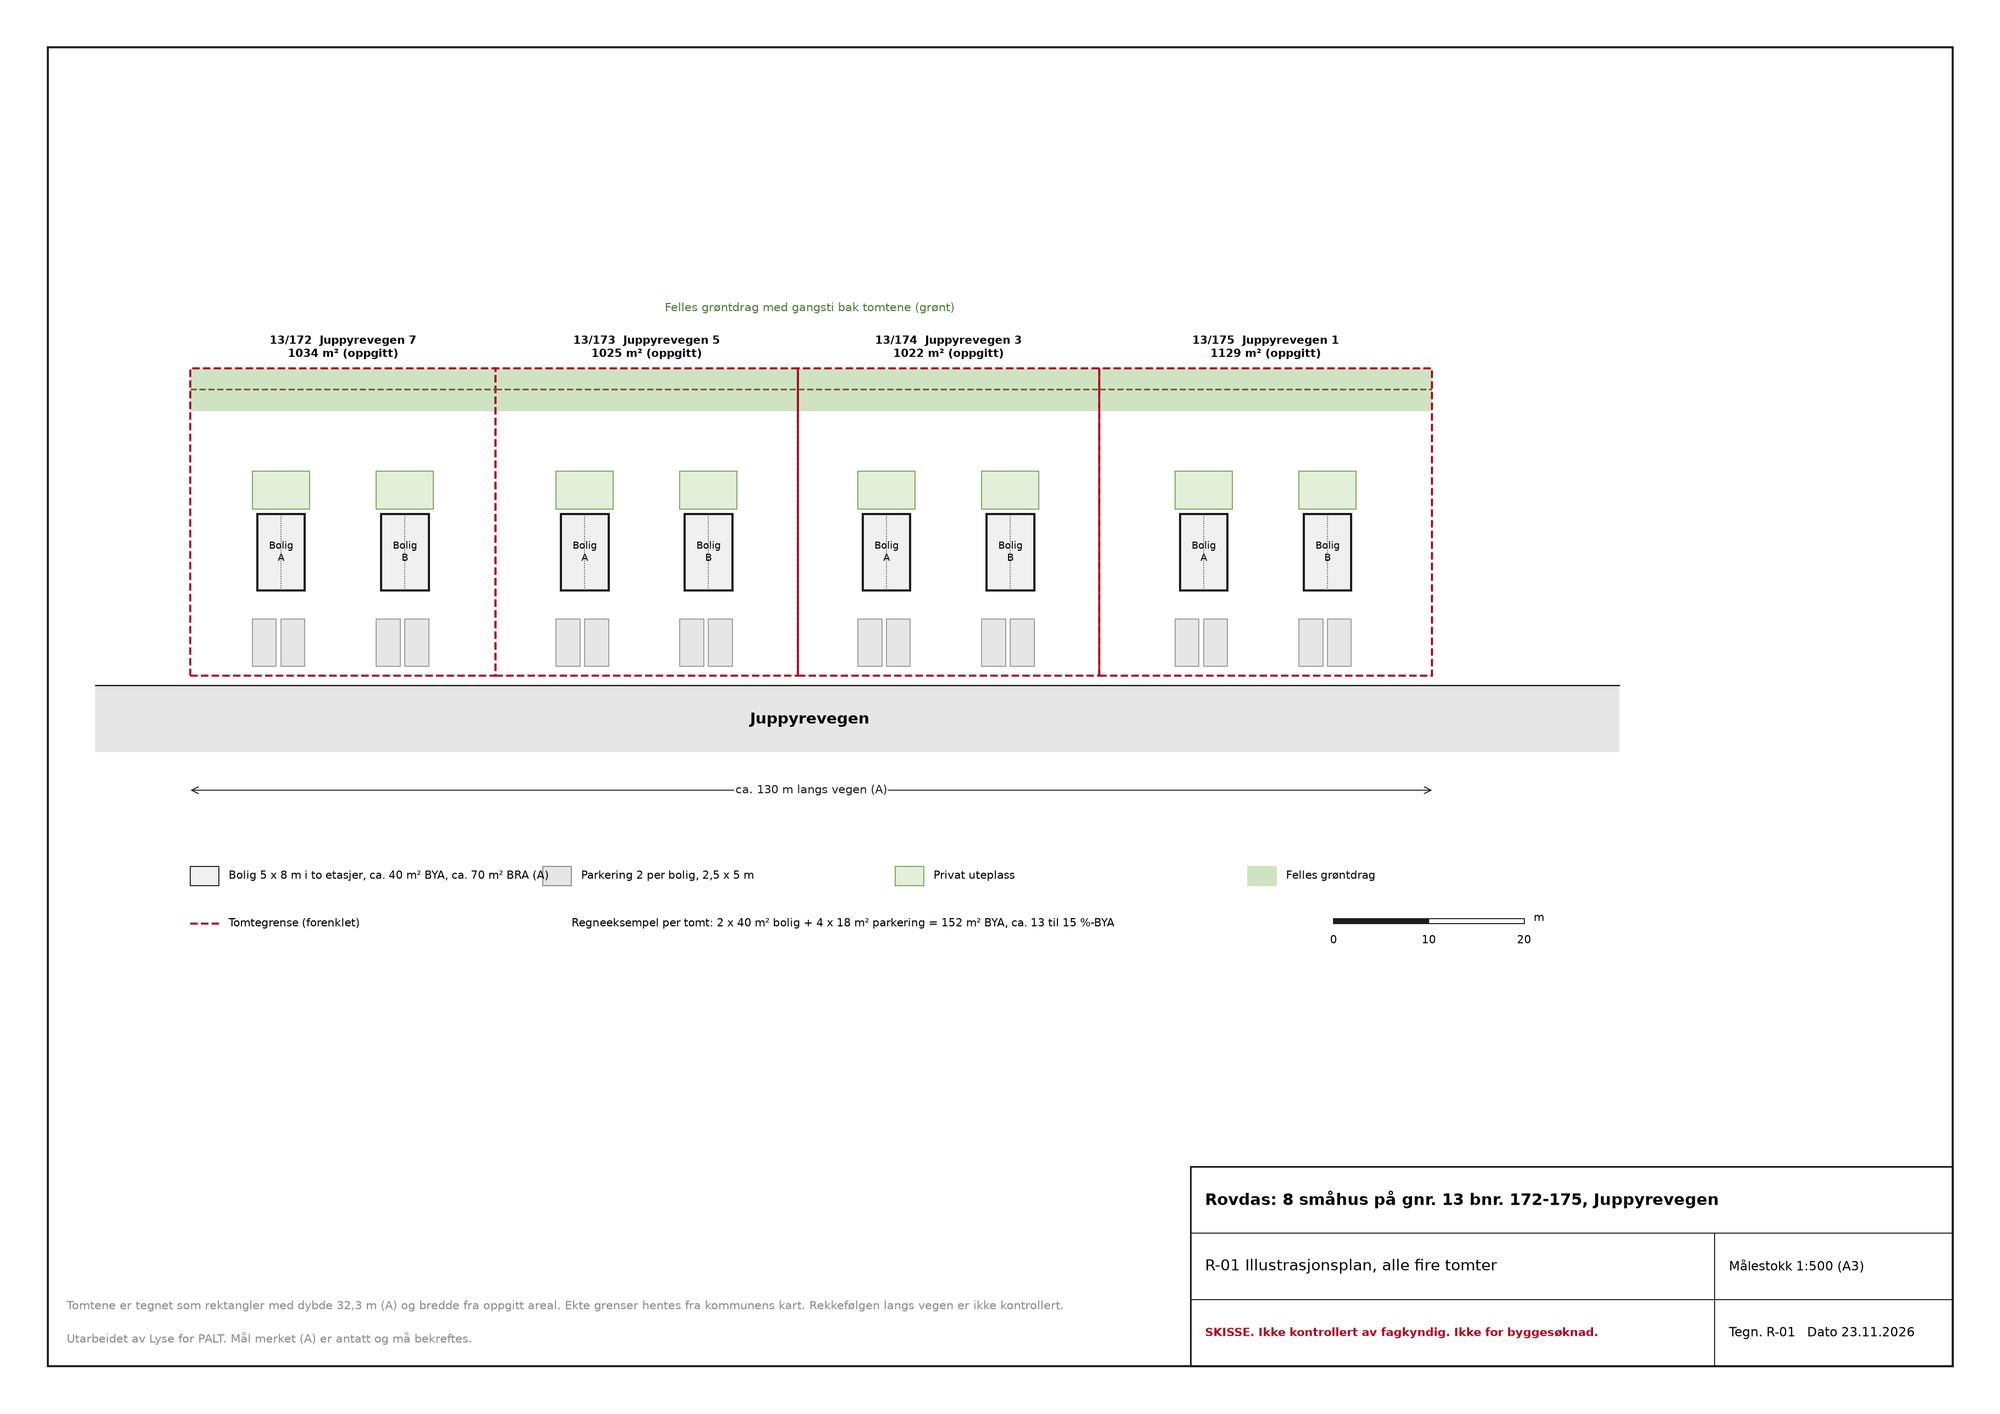 Felles grøntdrag med gangsti bak tomtene (grønt)
13/172  Juppyrevegen 7
1034 m² (oppgitt)
13/173  Juppyrevegen 5
1025 m² (oppgitt)
13/174  Juppyrevegen 3
1022 m² (oppgitt)
13/175  Juppyrevegen 1
1129 m² (oppgitt)
Bolig
A
Bolig
B
Bolig
A
Bolig
B
Bolig
A
Bolig
B
Bolig
A
Bolig
B
Juppyrevegen
ca. 130 m langs vegen (A)
Bolig 5 x 8 m i to etasjer, ca. 40 m² BYA, ca. 70 m² BRA (A)
Parkering 2 per bolig, 2,5 x 5 m
Privat uteplass
Felles grøntdrag
Tomtegrense (forenklet)
Regneeksempel per tomt: 2 x 40 m² bolig + 4 x 18 m² parkering = 152 m² BYA, ca. 13 til 15 %-BYA
m
0 10 20
Rovdas: 8 småhus på gnr. 13 bnr. 172-175, Juppyrevegen
R-01 Illustrasjonsplan, alle fire tomter
Målestokk 1:500 (A3)
SKISSE. Ikke kontrollert av fagkyndig. Ikke for byggesøknad.
Tegn. R-01   Dato 23.11.2026
Tomtene er tegnet som rektangler med dybde 32,3 m (A) og bredde fra oppgitt areal. Ekte grenser hentes fra kommunens kart. Rekkefølgen langs vegen er ikke kontrollert.
Utarbeidet av Lyse for PALT. Mål merket (A) er antatt og må bekreftes.